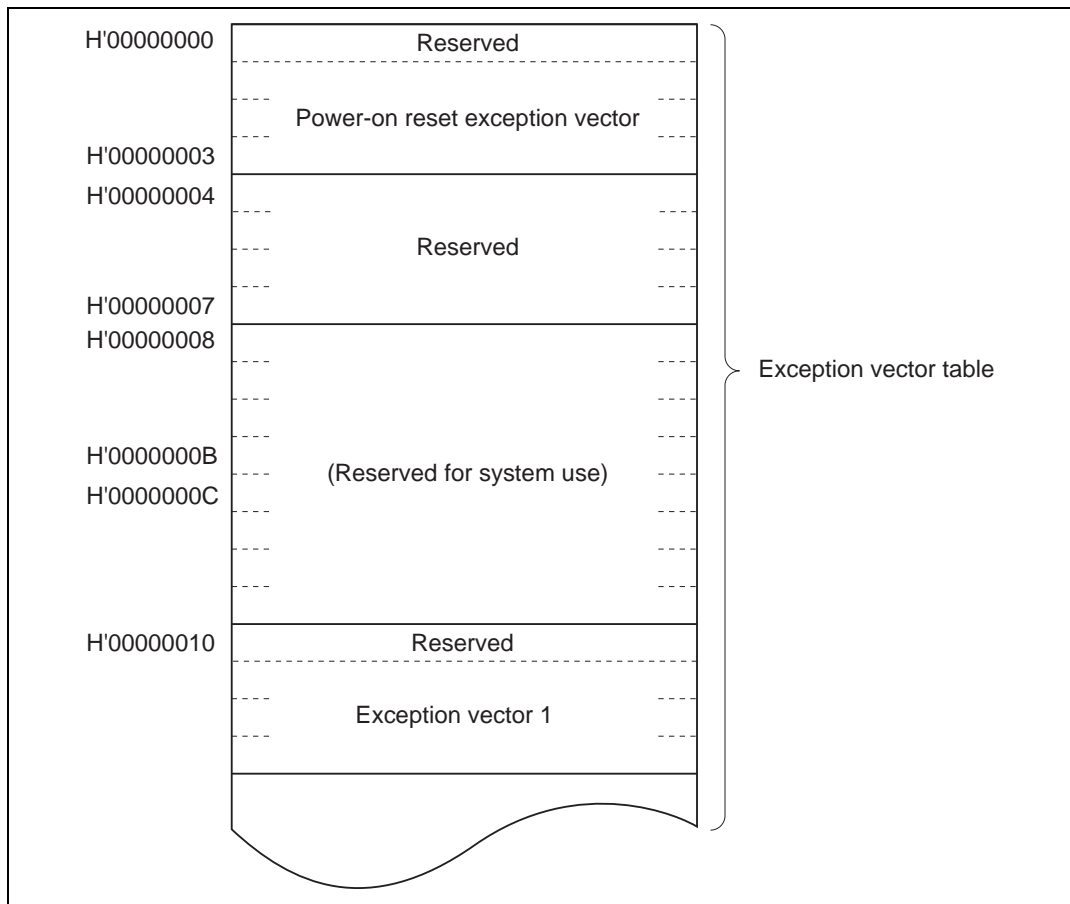 H'00000000
Reserved
Power-on reset exception vector
H'00000003
H'00000004
Reserved
H'00000007
H'00000008
Exception vector table
H'0000000B
(Reserved for system use)
H'0000000C
H'00000010
Reserved
Exception vector 1